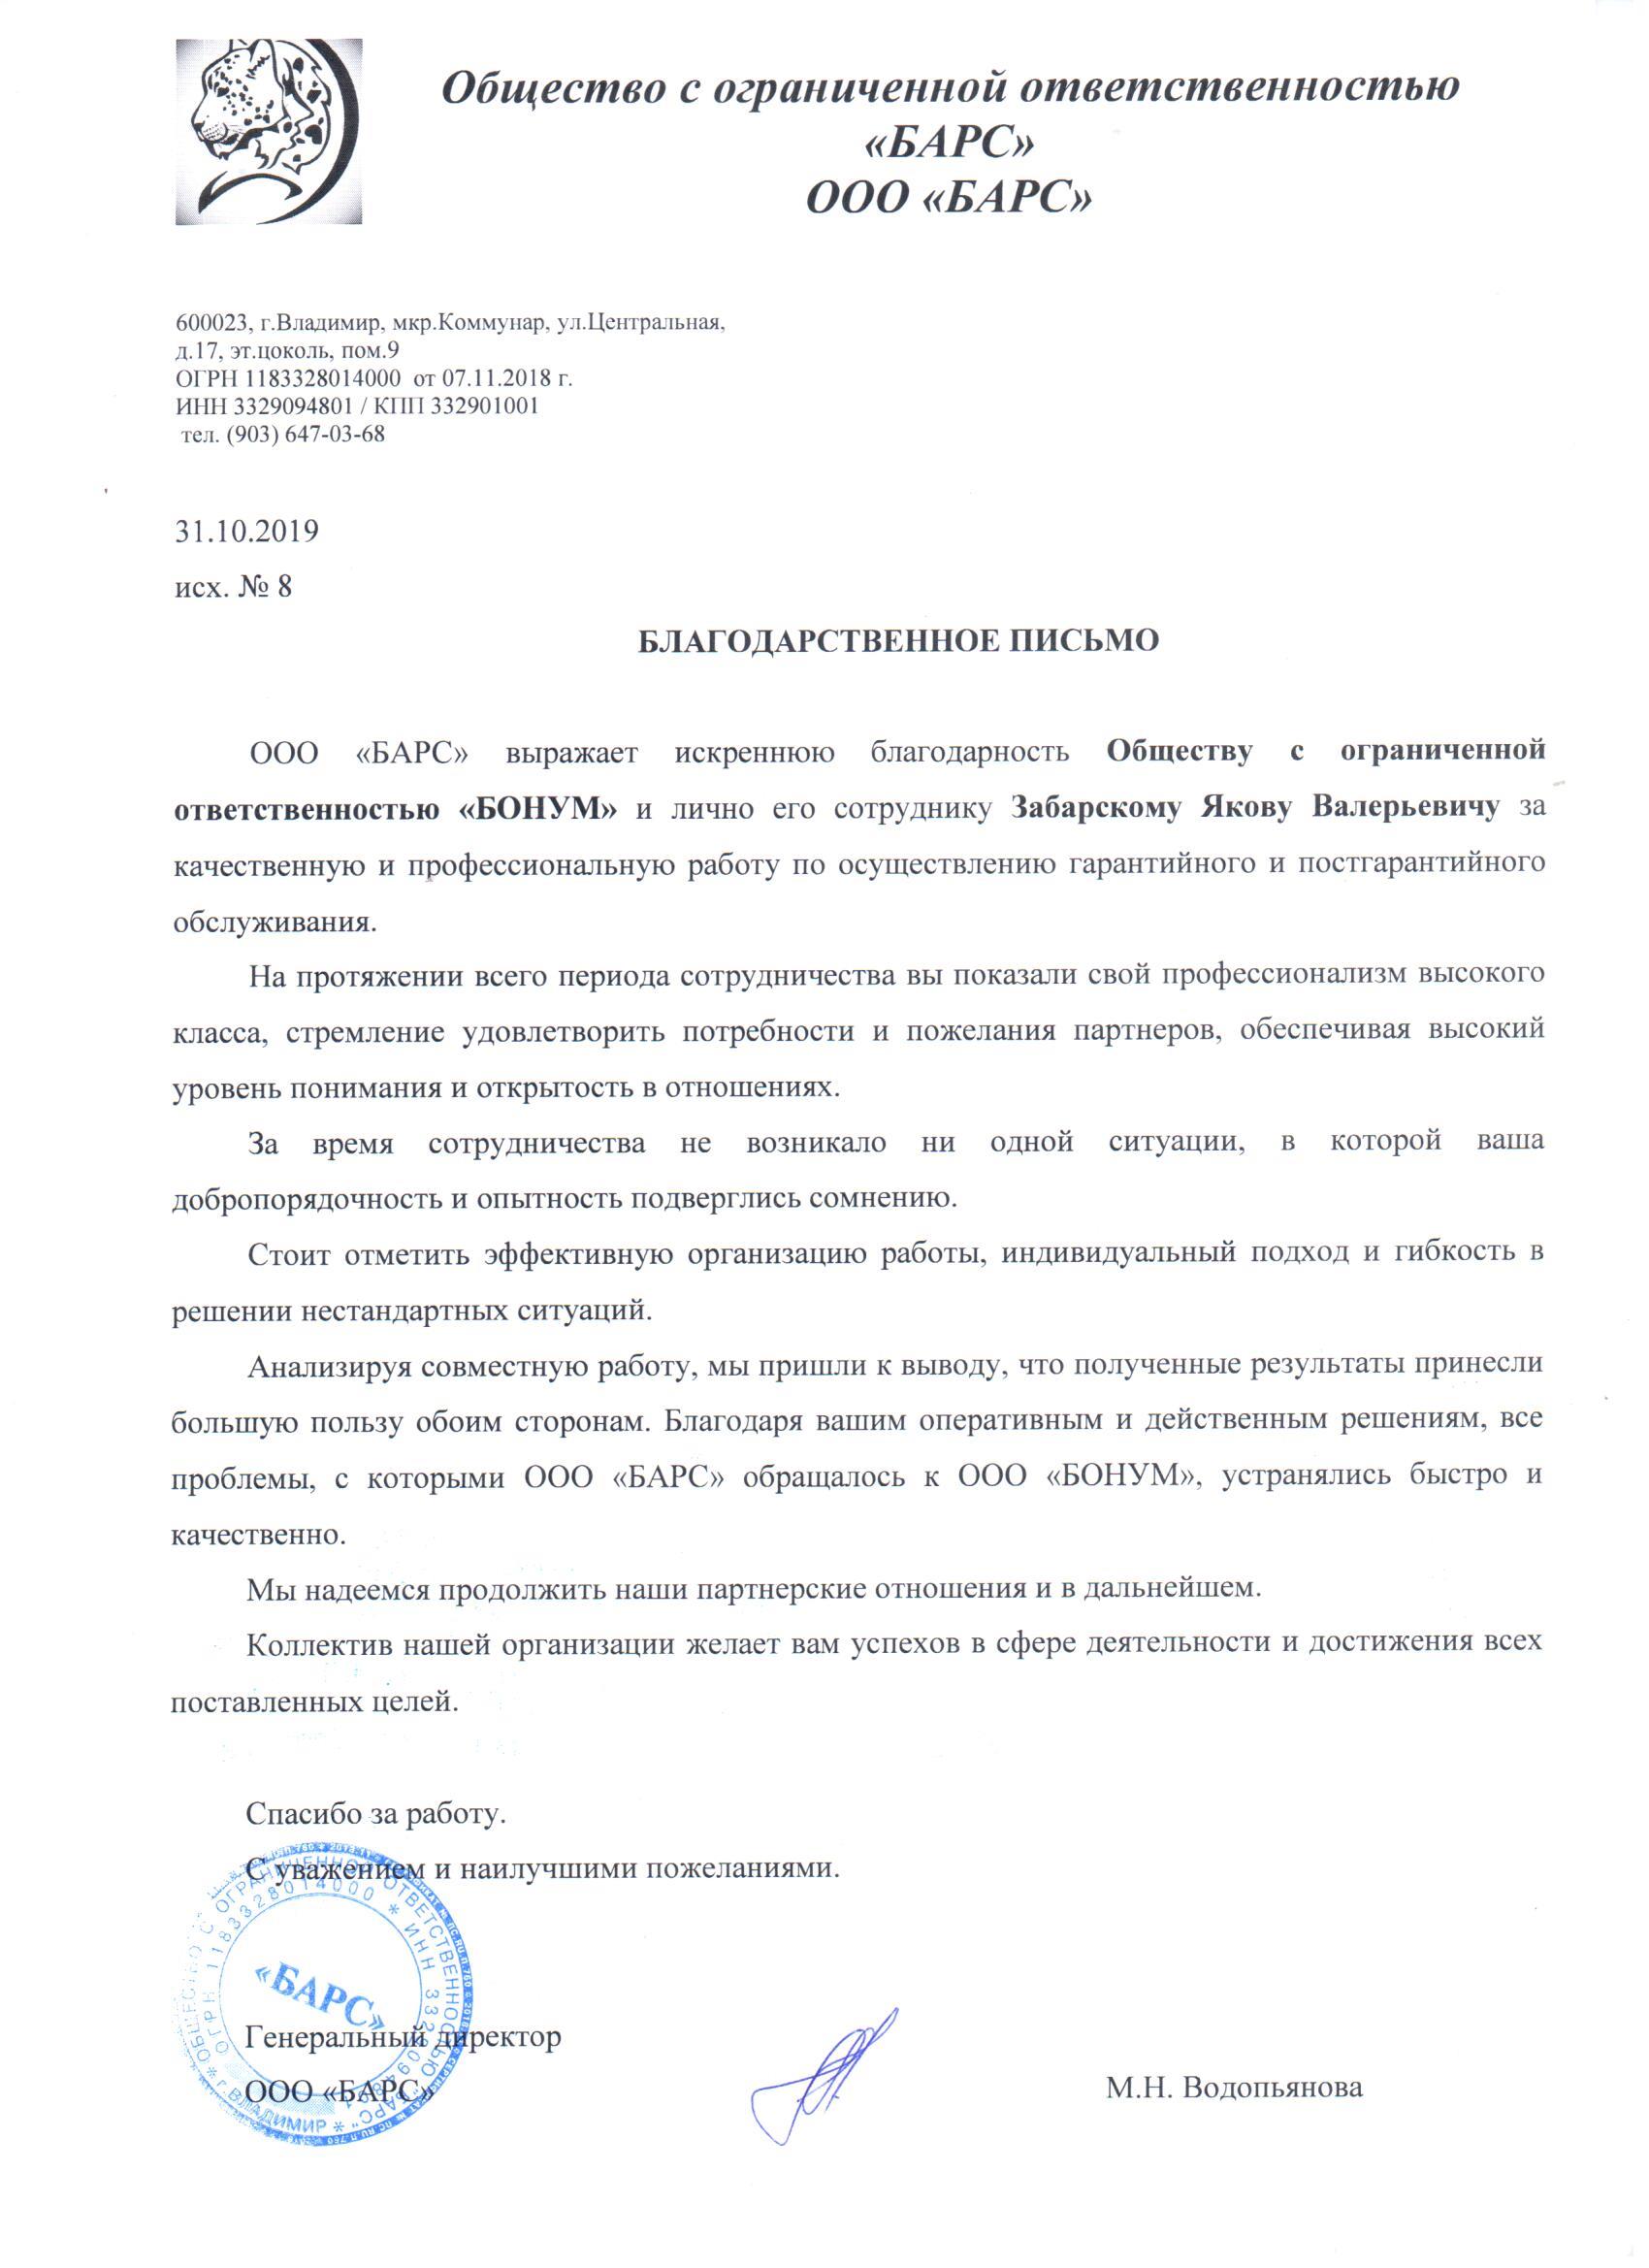 Общество с ограниченной ответственностью
«БАРС»
ООО «БАРС»
600023, г.Владимир, мкр.Коммунар, ул.Центральная,
д.17, эт.цоколь, пом.9
ОГРН 1183328014000  от 07.11.2018 г.
ИНН 3329094801 / КПП 332901001
тел. (903) 647-03-68
31.10.2019
исх. № 8
БЛАГОДАРСТВЕННОЕ ПИСЬМО
ООО «БАРС» выражает искреннюю благодарность Обществу с ограниченной
ответственностью «БОНУМ» и лично его сотруднику Забарскому Якову Валерьевичу за
качественную и профессиональную работу по осуществлению гарантийного и постгарантийного
обслуживания.
На протяжении всего периода сотрудничества вы показали свой профессионализм высокого
класса, стремление удовлетворить потребности и пожелания партнеров, обеспечивая высокий
уровень понимания и открытость в отношениях.
За время сотрудничества не возникало ни одной ситуации, в которой ваша
добропорядочность и опытность подверглись сомнению.
Стоит отметить эффективную организацию работы, индивидуальный подход и гибкость в
решении нестандартных ситуаций.
Анализируя совместную работу, мы пришли к выводу, что полученные результаты принесли
большую пользу обоим сторонам. Благодаря вашим оперативным и действенным решениям, все
проблемы, с которыми ООО «БАРС» обращалось к ООО «БОНУМ», устранялись быстро и
качественно.
Мы надеемся продолжить наши партнерские отношения и в дальнейшем.
Коллектив нашей организации желает вам успехов в сфере деятельности и достижения всех
поставленных целей.
Спасибо за работу.
С уважением и наилучшими пожеланиями.
Генеральный директор
ООО «БАРС»
М.Н. Водопьянова
ОБЩЕСТВО С ОГРАНИЧЕННОЙ ОТВЕТСТВЕННОСТЬЮ "БАРС" * г.ВЛАДИМИР *
ОГРН 1183328014000 * ИНН 3329094801
«БАРС»